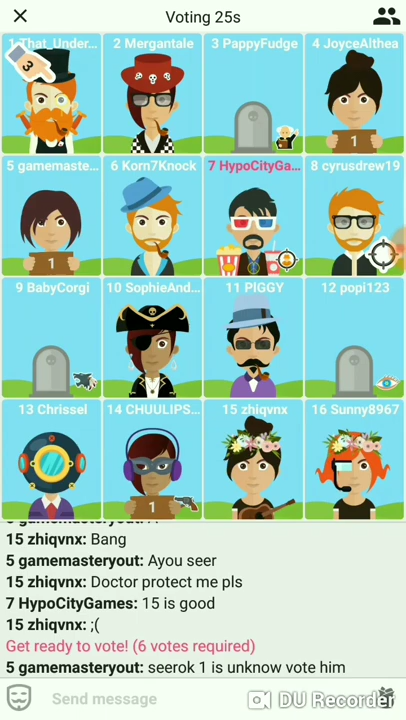 Voting 25s
1 That_Under...
2 Mergantale
3 PappyFudge
4 JoyceAlthea
3
1
5 gamemaste...
6 Korn7Knock
7 HypoCityGa...
8 cyrusdrew19
1
9 BabyCorgi
10 SophieAnd...
11 PIGGY
12 popi123
13 Chrissel
14 CHUULIPS...
15 zhiqvnx
16 Sunny8967
1
15 zhiqvnx: Bang
5 gamemasteryout: Ayou seer
15 zhiqvnx: Doctor protect me pls
7 HypoCityGames: 15 is good
15 zhiqvnx: ;(
Get ready to vote! (6 votes required)
5 gamemasteryout: seerok 1 is unknow vote him
Send message
DU Recorder